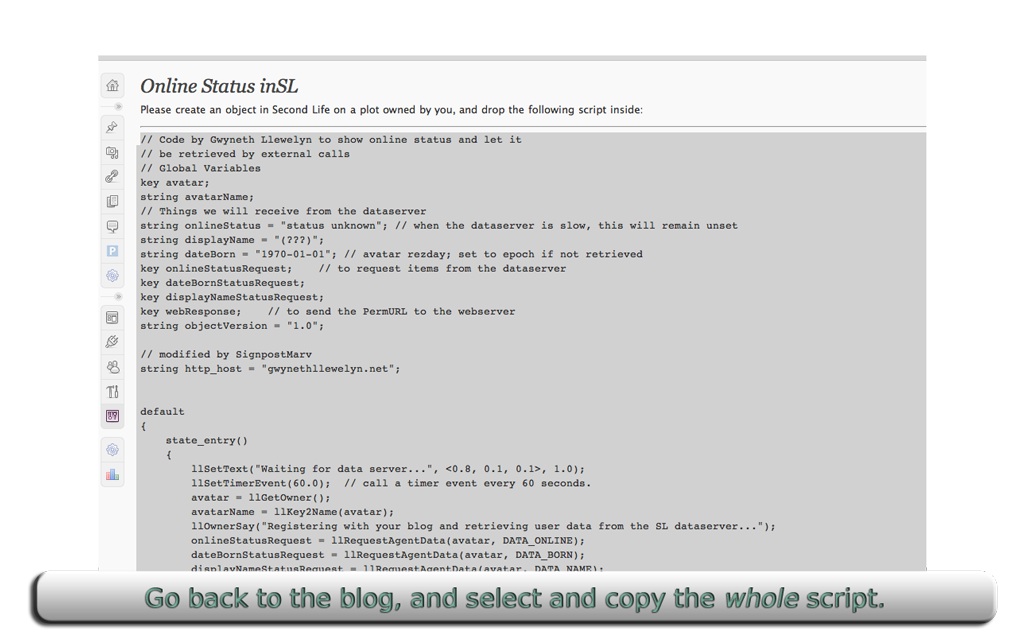 Online Status inSL
Please create an object in Second Life on a plot owned by you, and drop the following script inside:
// Code by Gwyneth Llewelyn to show online status and let it
// be retrieved by external calls
// Global Variables
key avatar;
string avatarName;
// Things we will receive from the dataserver
string onlineStatus = "status unknown"; // when the dataserver is slow, this will remain unset
string displayName = "(???)";
string dateBorn = "1970-01-01"; // avatar rezday; set to epoch if not retrieved
key onlineStatusRequest;    // to request items from the dataserver
key dateBornStatusRequest;
key displayNameStatusRequest;
key webResponse;    // to send the PermURL to the webserver
string objectVersion = "1.0";
// modified by SignpostMarv
string http_host = "gwynethllewelyn.net";
default
{
    state_entry()
    {
        llSetText("Waiting for data server...", <0.8, 0.1, 0.1>, 1.0);
        llSetTimerEvent(60.0);  // call a timer event every 60 seconds.
        avatar = llGetOwner();
        avatarName = llKey2Name(avatar);
        llOwnerSay("Registering with your blog and retrieving user data from the SL dataserver...");
        onlineStatusRequest = llRequestAgentData(avatar, DATA_ONLINE);
        dateBornStatusRequest = llRequestAgentData(avatar, DATA_BORN);
        displayNameStatusRequest = llRequestAgentData(avatar, DATA_NAME);
Go back to the blog, and select and copy the whole script.